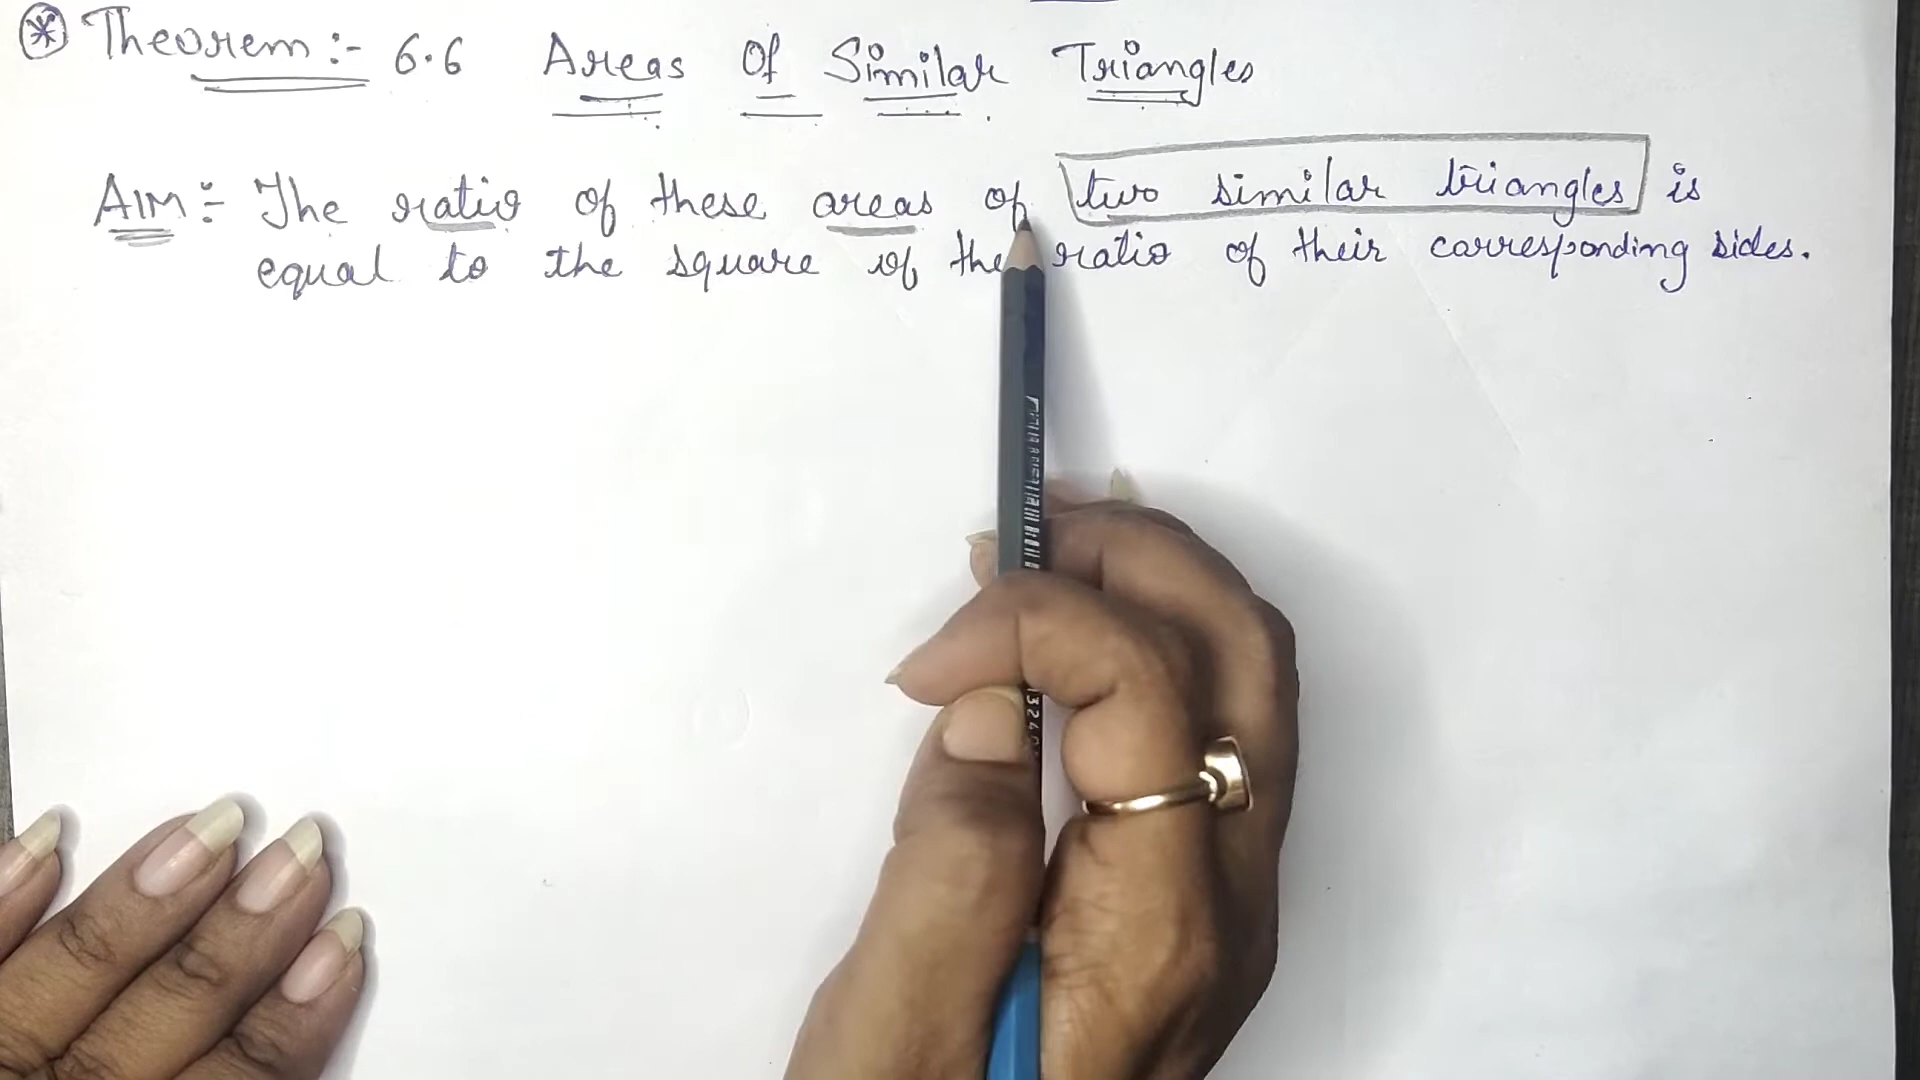 Theorem :- 6.6 Areas Of Similar Triangles
AIM :- The ratio of these areas of two similar triangles is
equal to the square of the ratio of their corresponding sides.